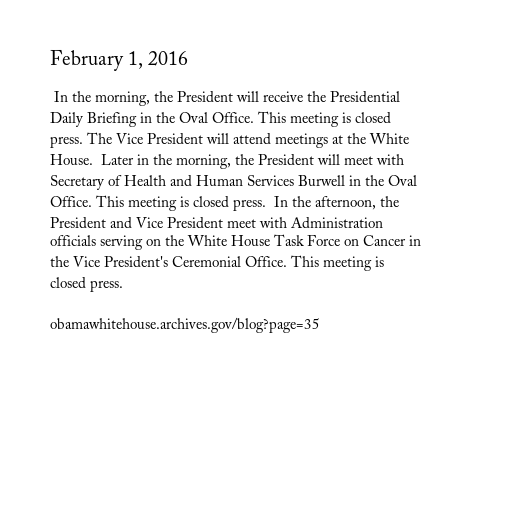 February 1, 2016
In the morning, the President will receive the Presidential
Daily Briefing in the Oval Office. This meeting is closed
press. The Vice President will attend meetings at the White
House.  Later in the morning, the President will meet with
Secretary of Health and Human Services Burwell in the Oval
Office. This meeting is closed press.  In the afternoon, the
President and Vice President meet with Administration
officials serving on the White House Task Force on Cancer in
the Vice President's Ceremonial Office. This meeting is
closed press.
obamawhitehouse.archives.gov/blog?page=35